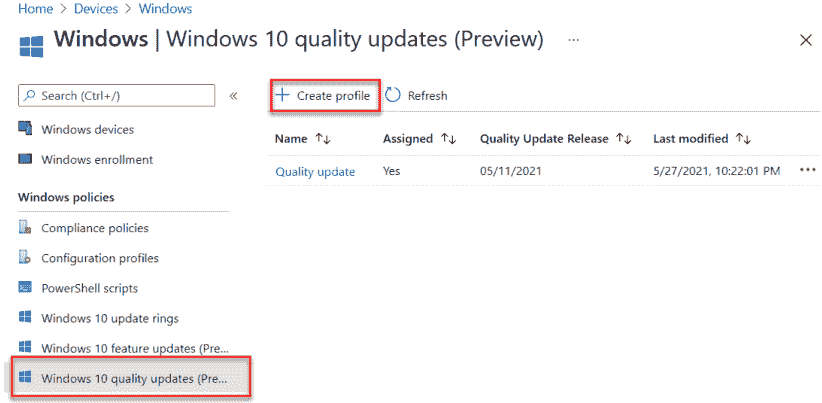 Home > Devices > Windows
Windows | Windows 10 quality updates (Preview) ...
Search (Ctrl+/) «
+ Create profile Refresh
Windows devices
Windows enrollment
Windows policies
Compliance policies
Configuration profiles
PowerShell scripts
Windows 10 update rings
Windows 10 feature updates (Pre...
Windows 10 quality updates (Pre...
Name ↑↓ Assigned ↑↓ Quality Update Release ↑↓ Last modified ↑↓
Quality update Yes 05/11/2021 5/27/2021, 10:22:01 PM ...